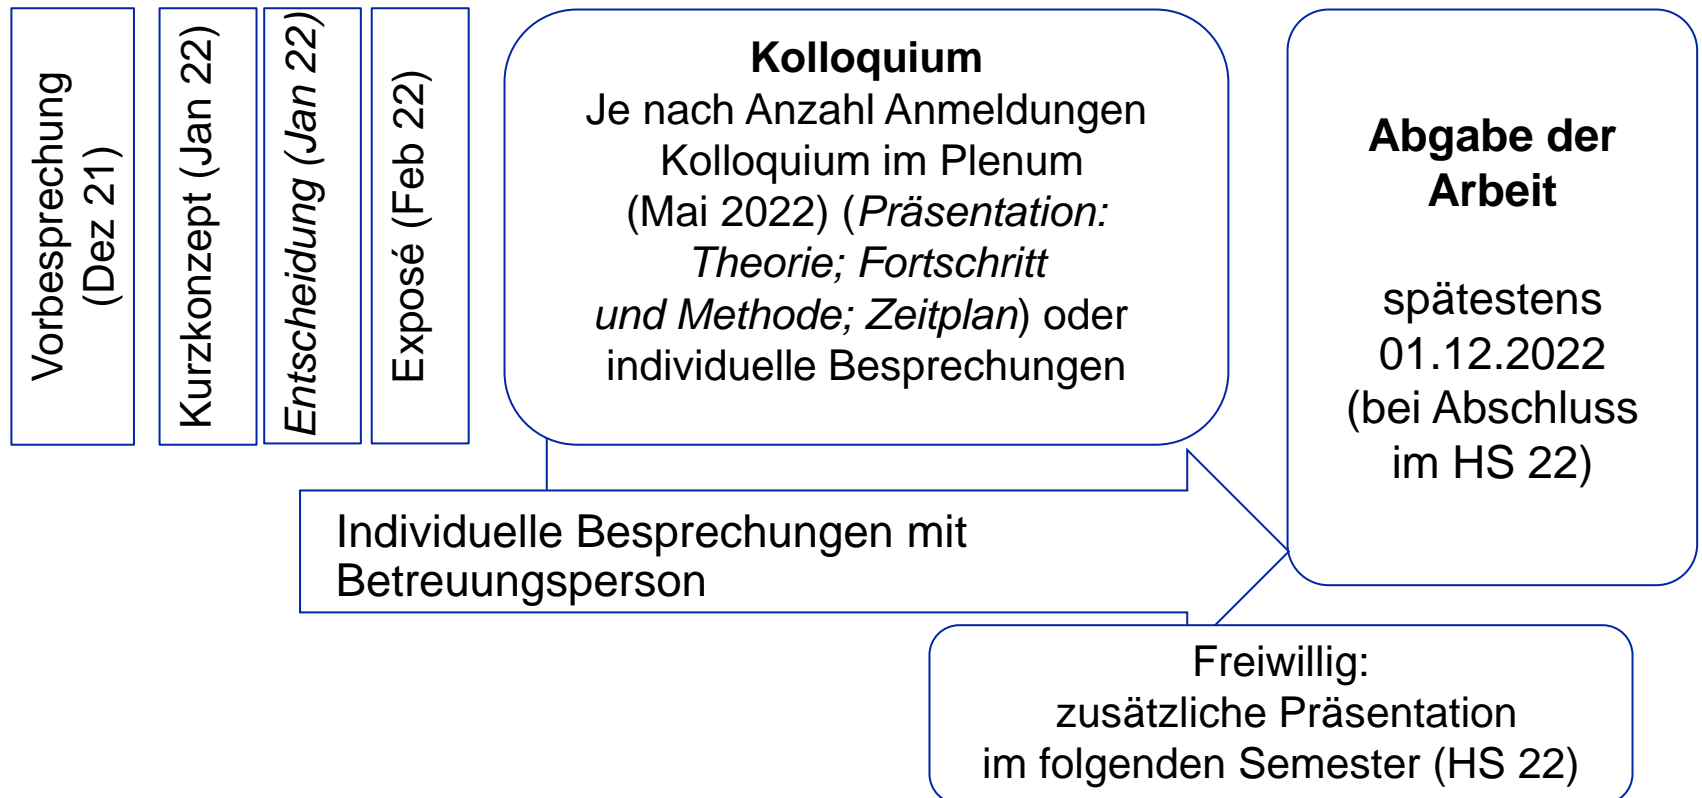 Vorbesprechung
(Dez 21)
Kurzkonzept (Jan 22)
Entscheidung (Jan 22)
Exposé (Feb 22)
Kolloquium
Je nach Anzahl Anmeldungen
Kolloquium im Plenum
(Mai 2022) (Präsentation:
Theorie; Fortschritt
und Methode; Zeitplan) oder
individuelle Besprechungen
Abgabe der
Arbeit
spätestens
01.12.2022
(bei Abschluss
im HS 22)
Individuelle Besprechungen mit
Betreuungsperson
Freiwillig:
zusätzliche Präsentation
im folgenden Semester (HS 22)